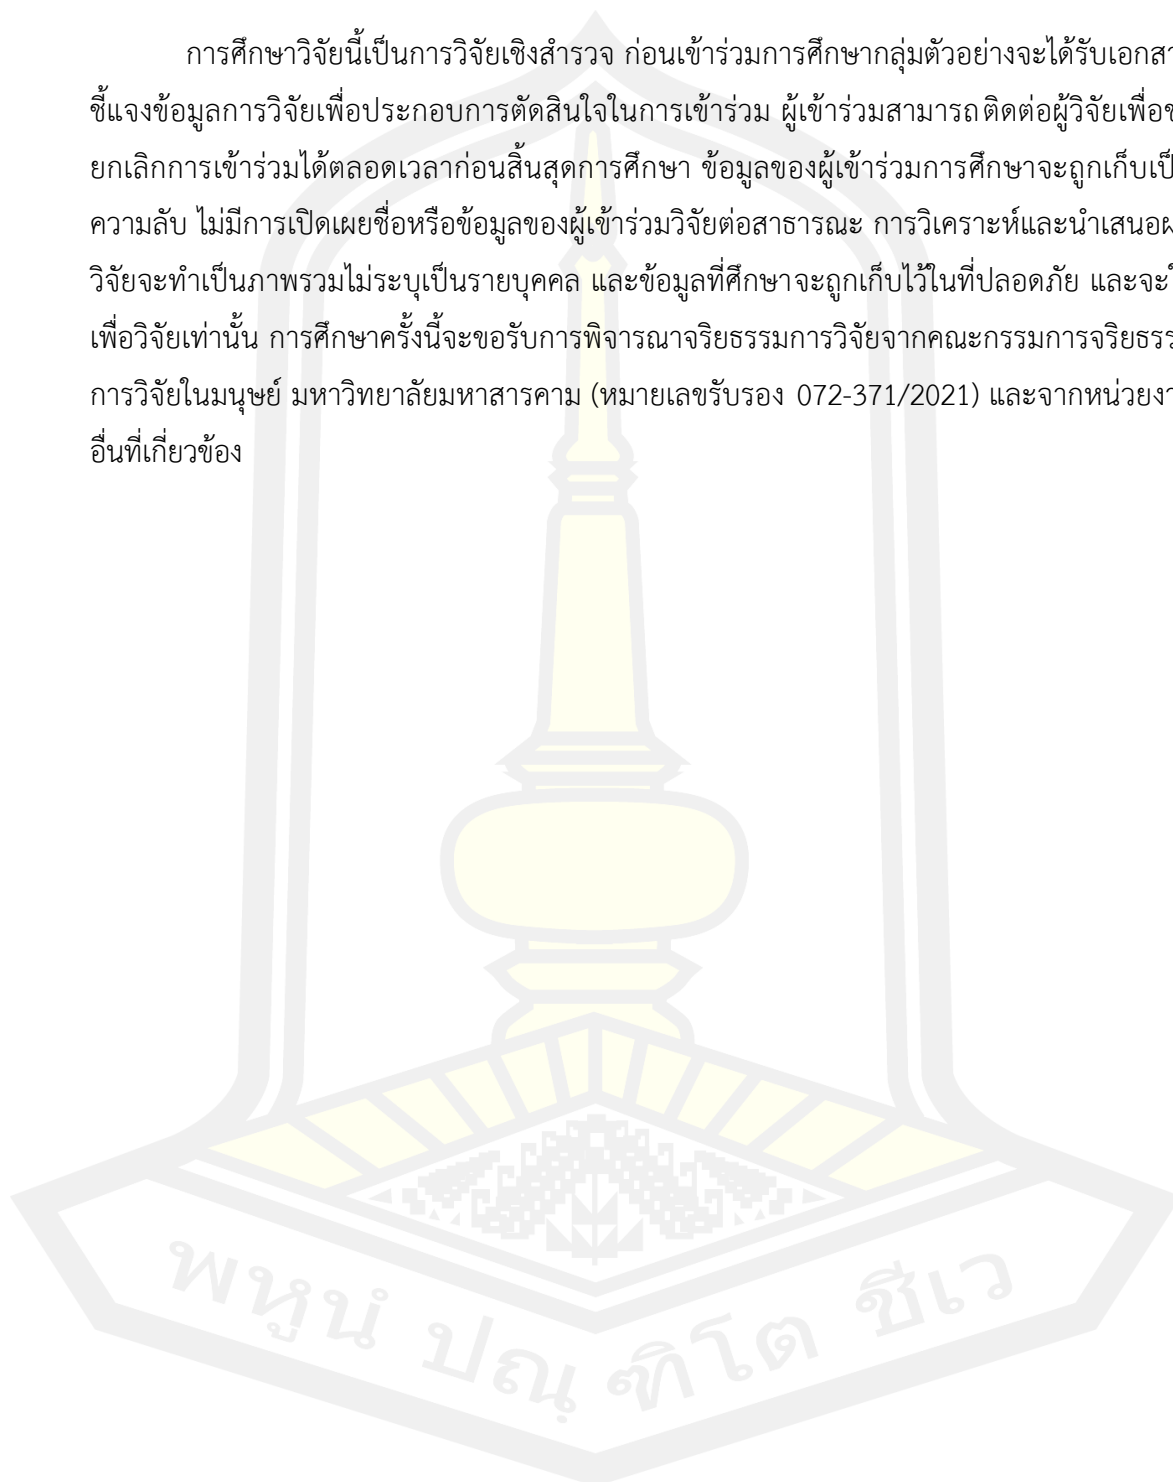 การศึกษาวิจัยนี้เป็นการวิจัยเชิงสำรวจ ก่อนเข้าร่วมการศึกษากลุ่มตัวอย่างจะได้รับเอกสา
ชี้แจงข้อมูลการวิจัยเพื่อประกอบการตัดสินใจในการเข้าร่วม ผู้เข้าร่วมสามารถติดต่อผู้วิจัยเพื่อข
ยกเลิกการเข้าร่วมได้ตลอดเวลาก่อนสิ้นสุดการศึกษา ข้อมูลของผู้เข้าร่วมการศึกษาจะถูกเก็บเป็
ความลับ ไม่มีการเปิดเผยชื่อหรือข้อมูลของผู้เข้าร่วมวิจัยต่อสาธารณะ การวิเคราะห์และนำเสนอผ
วิจัยจะทำเป็นภาพรวมไม่ระบุเป็นรายบุคคล และข้อมูลที่ศึกษาจะถูกเก็บไว้ในที่ปลอดภัย และจะใ
เพื่อวิจัยเท่านั้น การศึกษาครั้งนี้จะขอรับการพิจารณาจริยธรรมการวิจัยจากคณะกรรมการจริยธรร
การวิจัยในมนุษย์ มหาวิทยาลัยมหาสารคาม (หมายเลขรับรอง 072-371/2021) และจากหน่วยงา
อื่นที่เกี่ยวข้อง
พหูนํ ปณฺฑิโต ชีเว